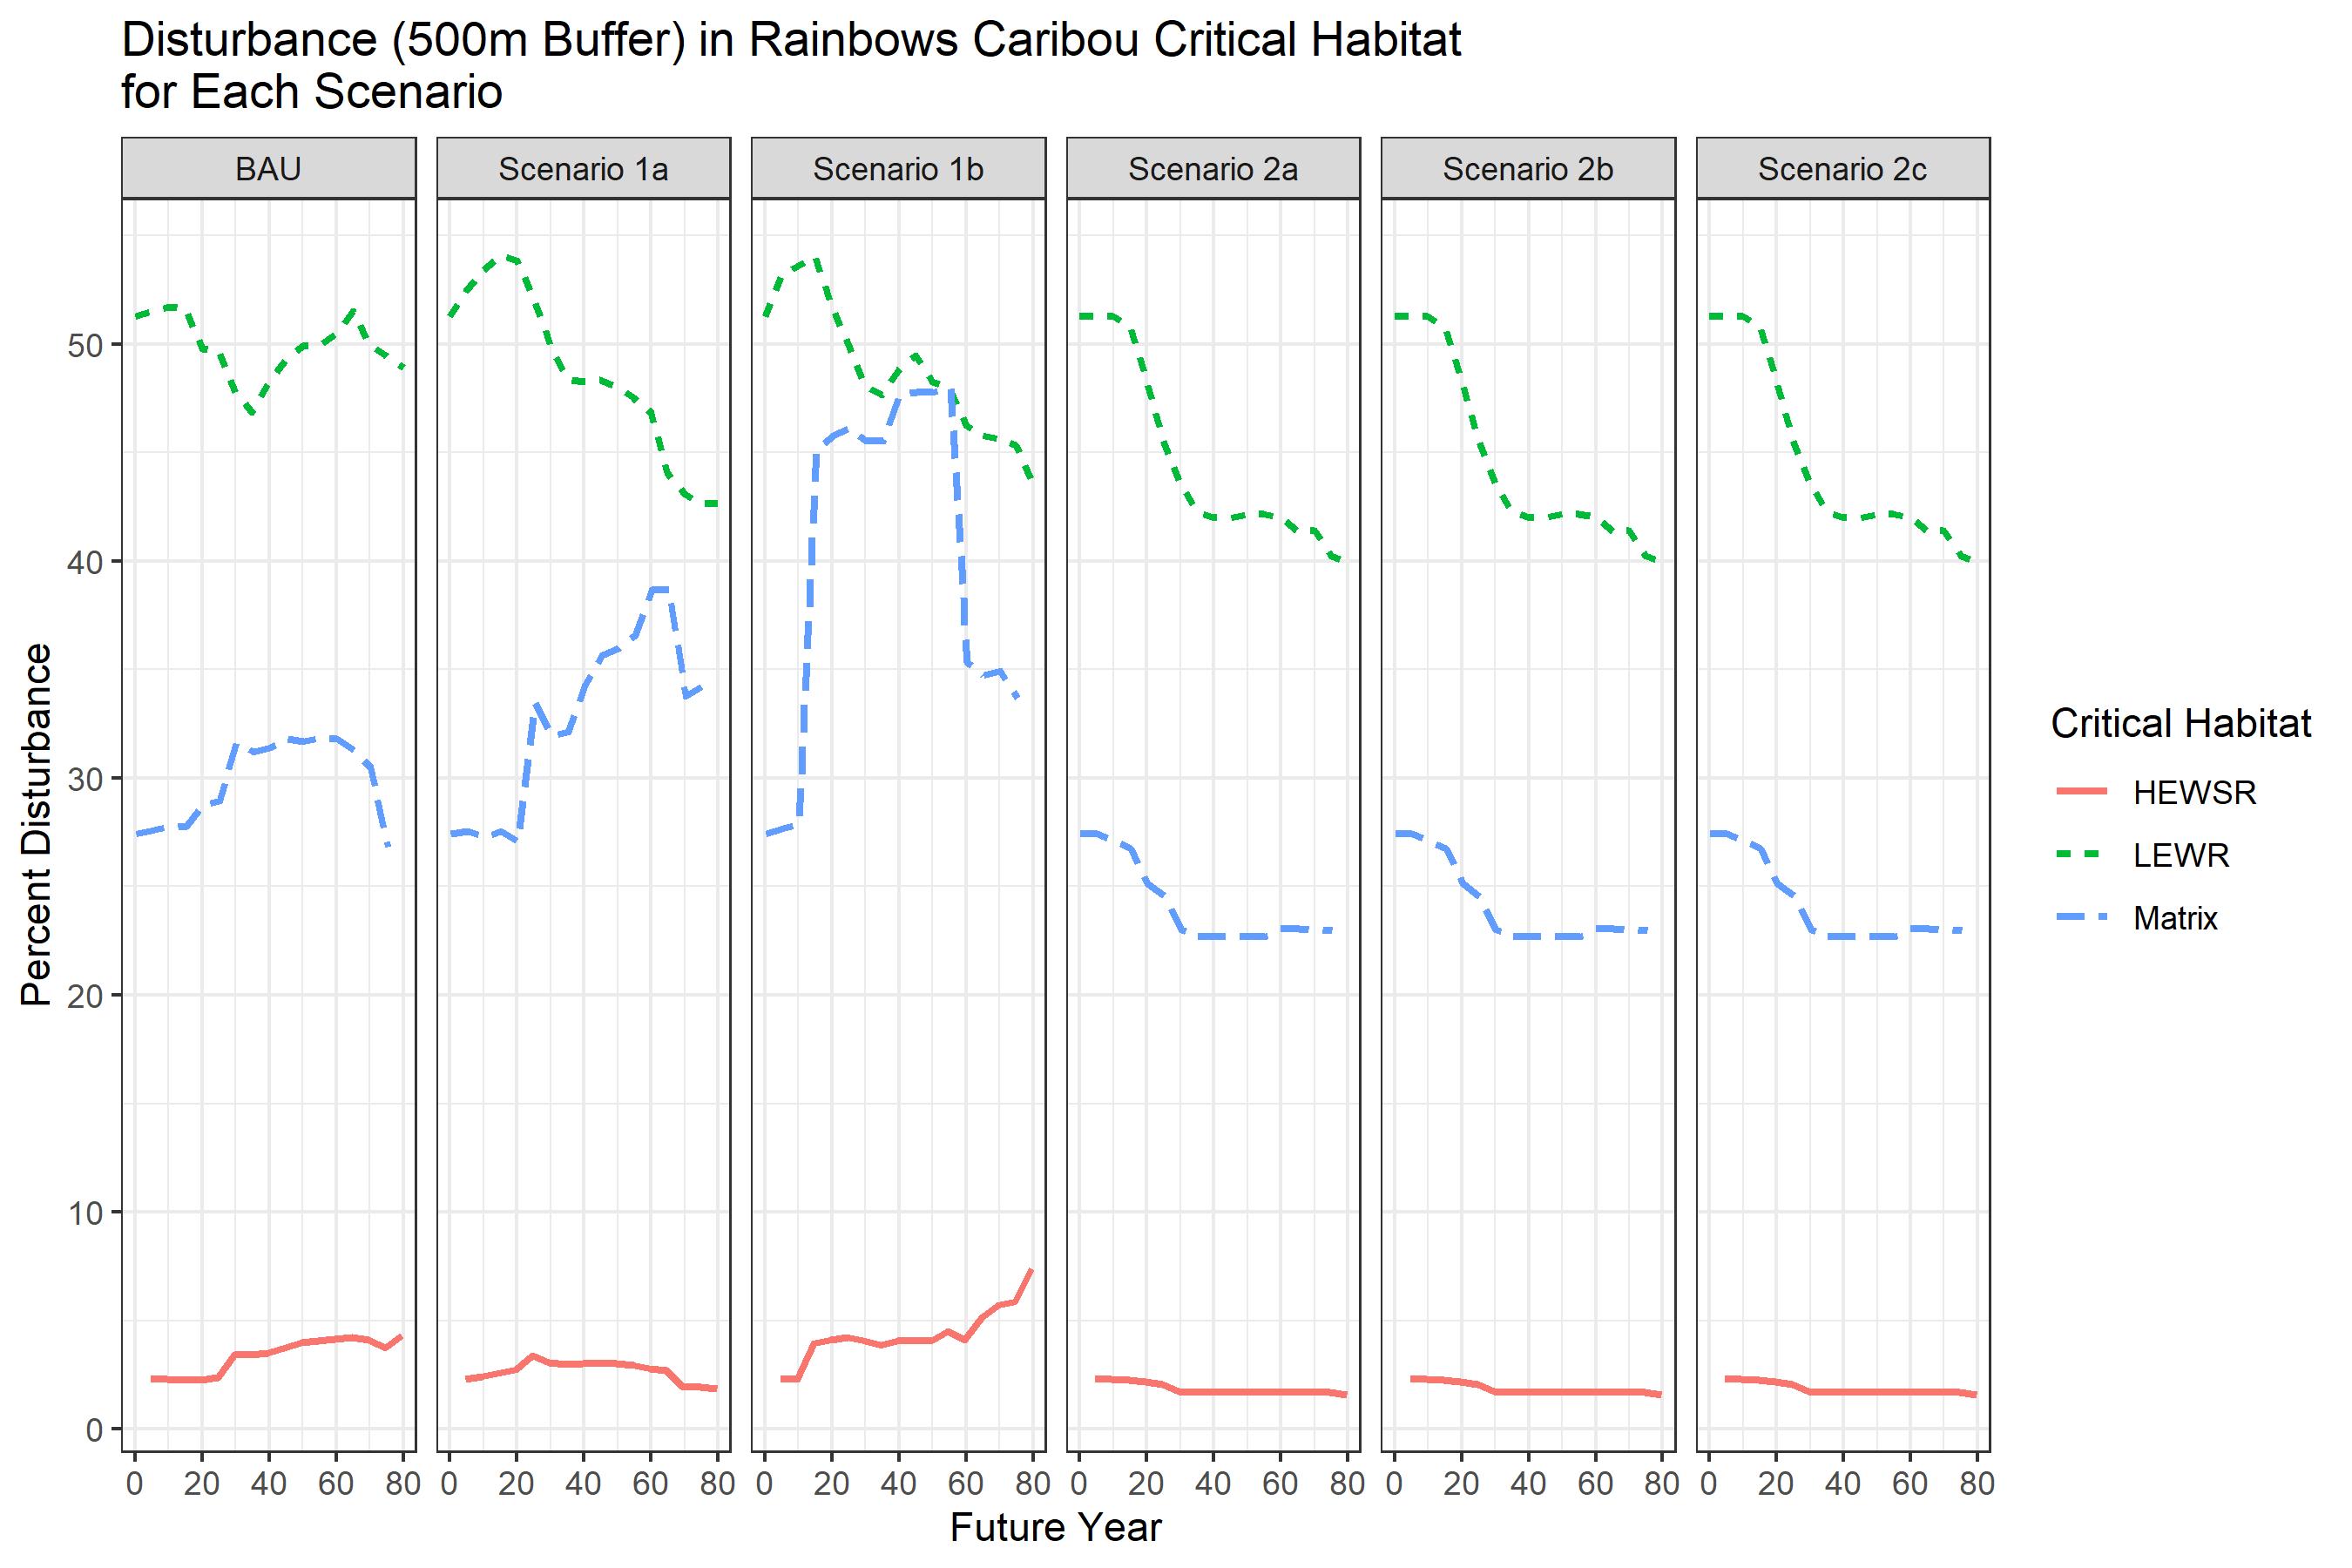 Disturbance (500m Buffer) in Rainbows Caribou Critical Habitat
for Each Scenario
BAU
Scenario 1a
Scenario 1b
Scenario 2a
Scenario 2b
Scenario 2c
50
40
30
20
10
0
Percent Disturbance
0 20 40 60 80
0 20 40 60 80
0 20 40 60 80
0 20 40 60 80
0 20 40 60 80
0 20 40 60 80
Future Year
Critical Habitat
HEWSR
LEWR
Matrix